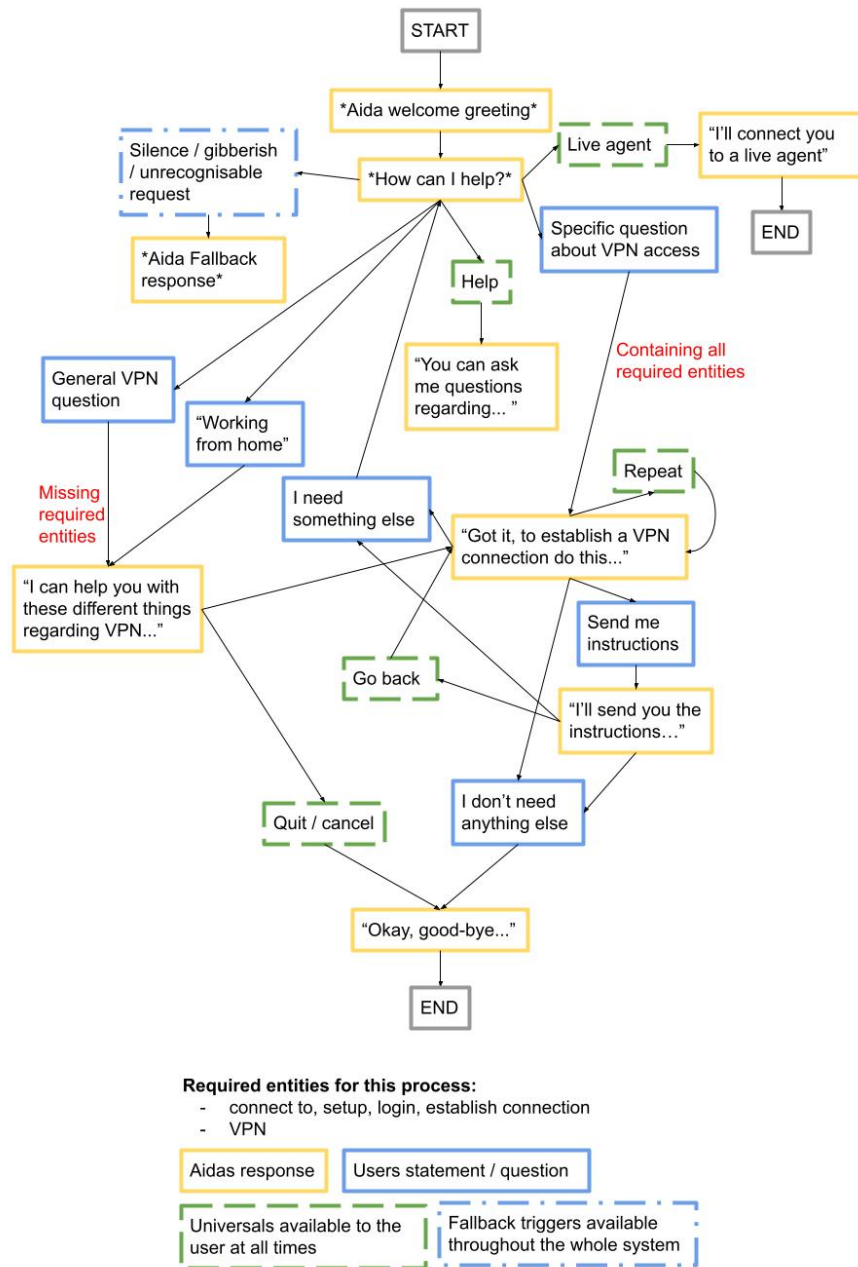 START
*Aida welcome greeting*
Silence / gibberish
/ unrecognisable
request
*How can I help?*
Live agent
“I’ll connect you
to a live agent”
END
Specific question
about VPN access
*Aida Fallback
response*
Help
General VPN
question
“Working
from home”
“You can ask
me questions
regarding... ”
Containing all
required entities
Missing
required
entities
I need
something else
Repeat
“Got it, to establish a VPN
connection do this...”
“I can help you with
these different things
regarding VPN...”
Send me
instructions
Go back
“I’ll send you the
instructions…”
Quit / cancel
I don’t need
anything else
“Okay, good-bye...”
END
Required entities for this process:
- connect to, setup, login, establish connection
- VPN
Aidas response
Users statement / question
Universals available to the
user at all times
Fallback triggers available
throughout the whole system